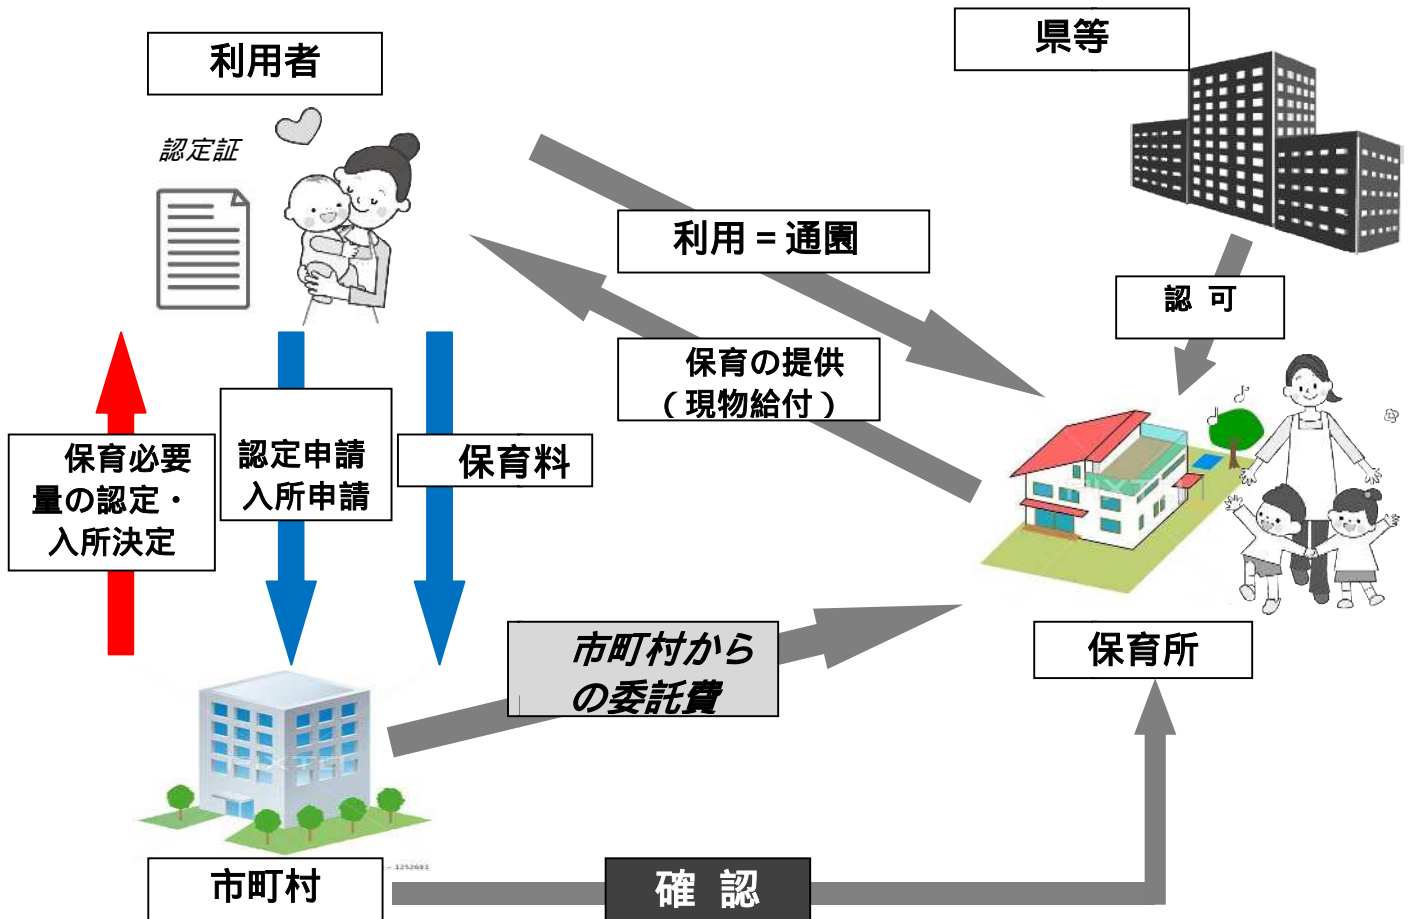 利用者
県等
認定証
利用＝通園
認 可
保育の提供
（現物給付）
保育必要
量の認定・
入所決定
認定申請
入所申請
保育料
市町村から
の委託費
保育所
市町村
確 認
1252681